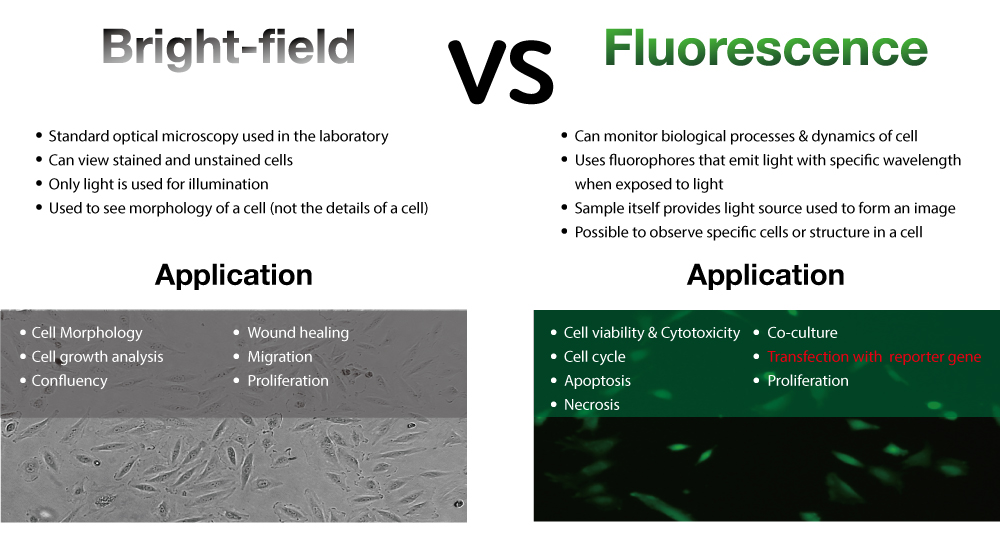 Bright-field
VS
Fluorescence
• Standard optical microscopy used in the laboratory
• Can view stained and unstained cells
• Only light is used for illumination
• Used to see morphology of a cell (not the details of a cell)
• Can monitor biological processes & dynamics of cell
• Uses fluorophores that emit light with specific wavelength
when exposed to light
• Sample itself provides light source used to form an image
• Possible to observe specific cells or structure in a cell
Application
• Cell Morphology
• Cell growth analysis
• Confluency
• Wound healing
• Migration
• Proliferation
Application
• Cell viability & Cytotoxicity
• Cell cycle
• Apoptosis
• Necrosis
• Co-culture
• Transfection with reporter gene
• Proliferation